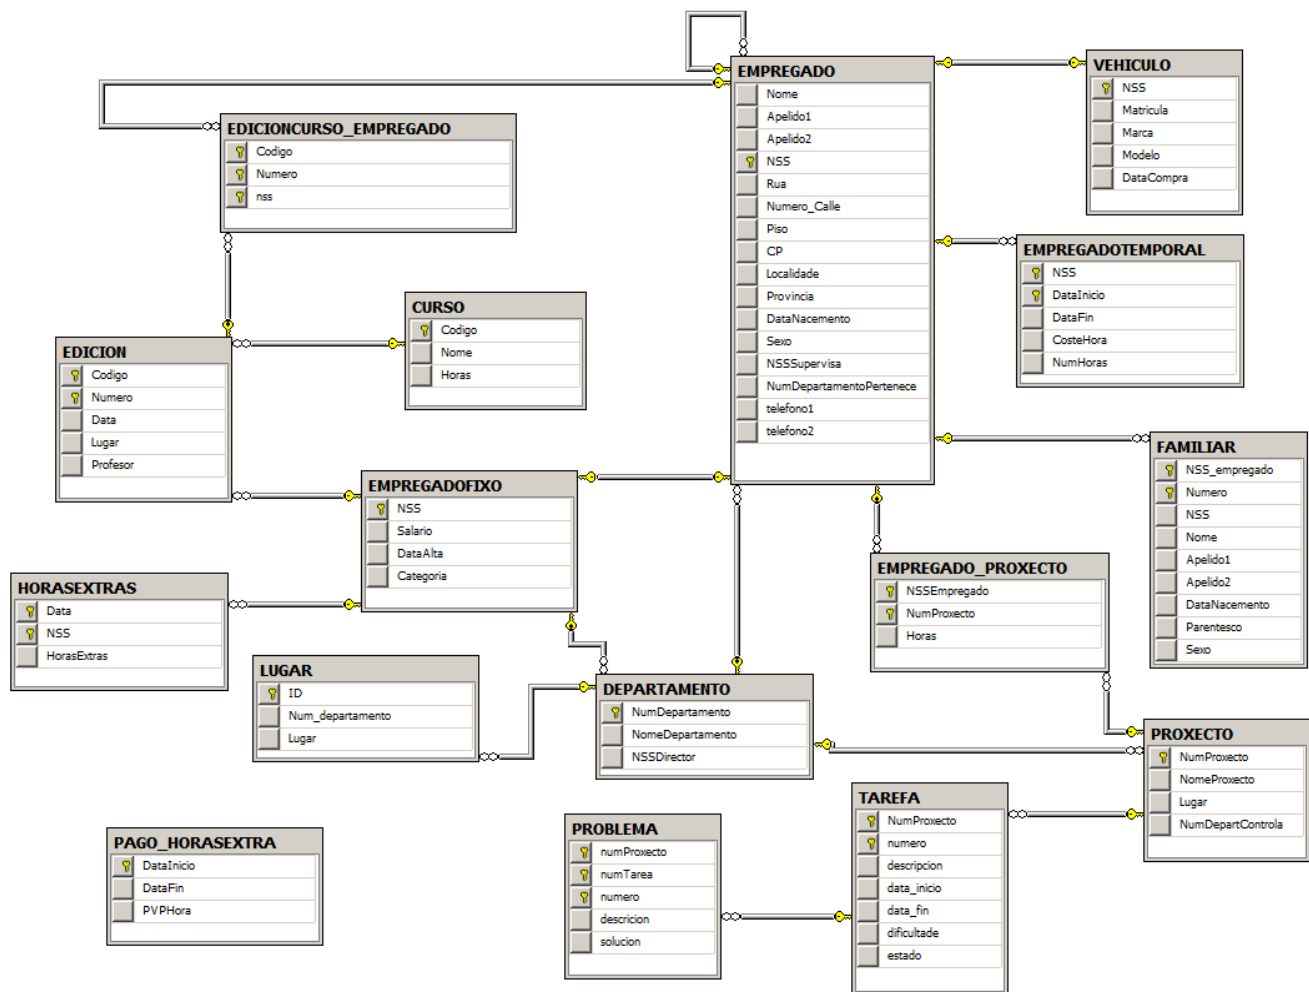 EMPREGADO
Nome
Apelido1
Apelido2
NSS
Rua
Numero_Calle
Piso
CP
Localidade
Provincia
DataNacemento
Sexo
NSSSupervisa
NumDepartamentoPertenece
telefono1
telefono2
VEHICULO
NSS
Matricula
Marca
Modelo
DataCompra
EDICIONCURSO_EMPREGADO
Codigo
Numero
nss
EMPREGADOTEMPORAL
NSS
DataInicio
DataFin
CosteHora
NumHoras
CURSO
Codigo
Nome
Horas
EDICION
Codigo
Numero
Data
Lugar
Profesor
FAMILIAR
NSS_empregado
Numero
NSS
Nome
Apelido1
Apelido2
DataNacemento
Parentesco
Sexo
EMPREGADOFIXO
NSS
Salario
DataAlta
Categoria
EMPREGADO_PROXECTO
NSSEmpregado
NumProxecto
Horas
HORASEXTRAS
Data
NSS
HorasExtras
LUGAR
ID
Num_departamento
Lugar
DEPARTAMENTO
NumDepartamento
NomeDepartamento
NSSDirector
PROXECTO
NumProxecto
NomeProxecto
Lugar
NumDepartControla
TAREFA
NumProxecto
numero
descripcion
data_inicio
data_fin
dificultade
estado
PROBLEMA
numProxecto
numTarea
numero
descricion
solucion
PAGO_HORASEXTRA
DataInicio
DataFin
PVPHora